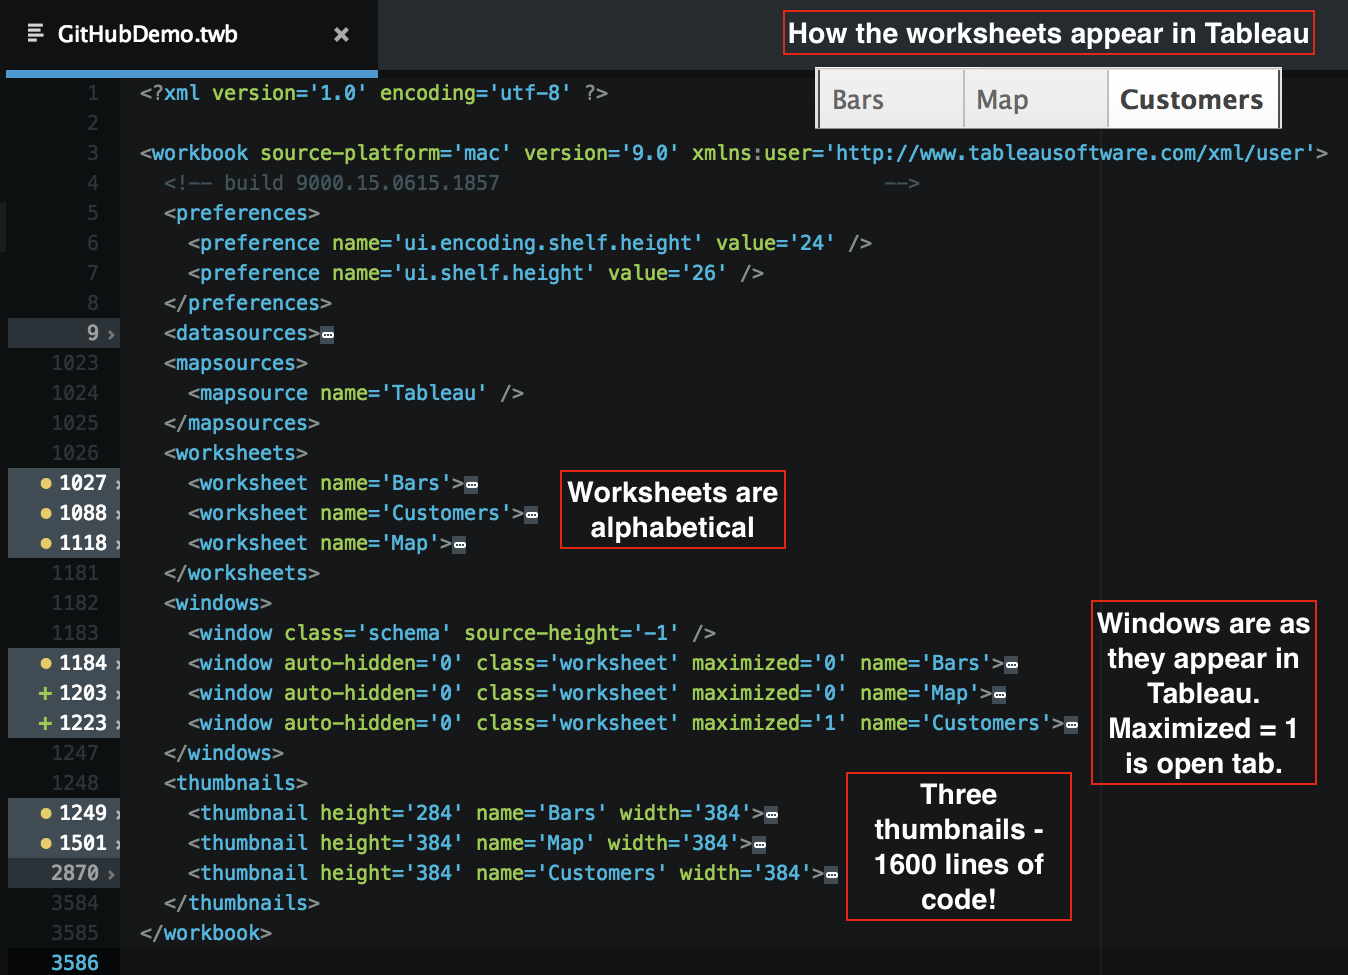 GitHubDemo.twb
How the worksheets appear in Tableau
Bars Map Customers
1 <?xml version='1.0' encoding='utf-8' ?>
2
3 <workbook source-platform='mac' version='9.0' xmlns:user='http://www.tableausoftware.com/xml/user'>
4 <!-- build 9000.15.0615.1857 -->
5 <preferences>
6 <preference name='ui.encoding.shelf.height' value='24' />
7 <preference name='ui.shelf.height' value='26' />
8 </preferences>
9 <datasources>
1023 <mapsources>
1024 <mapsource name='Tableau' />
1025 </mapsources>
1026 <worksheets>
1027 <worksheet name='Bars'>
1088 <worksheet name='Customers'>
1118 <worksheet name='Map'>
Worksheets are
alphabetical
1181 </worksheets>
1182 <windows>
1183 <window class='schema' source-height='-1' />
1184 <window auto-hidden='0' class='worksheet' maximized='0' name='Bars'>
+ 1203 <window auto-hidden='0' class='worksheet' maximized='0' name='Map'>
+ 1223 <window auto-hidden='0' class='worksheet' maximized='1' name='Customers'>
Windows are as
they appear in
Tableau.
Maximized = 1
is open tab.
1247 </windows>
1248 <thumbnails>
1249 <thumbnail height='284' name='Bars' width='384'>
1501 <thumbnail height='384' name='Map' width='384'>
2870 <thumbnail height='384' name='Customers' width='384'>
Three
thumbnails -
1600 lines of
code!
3584 </thumbnails>
3585 </workbook>
3586